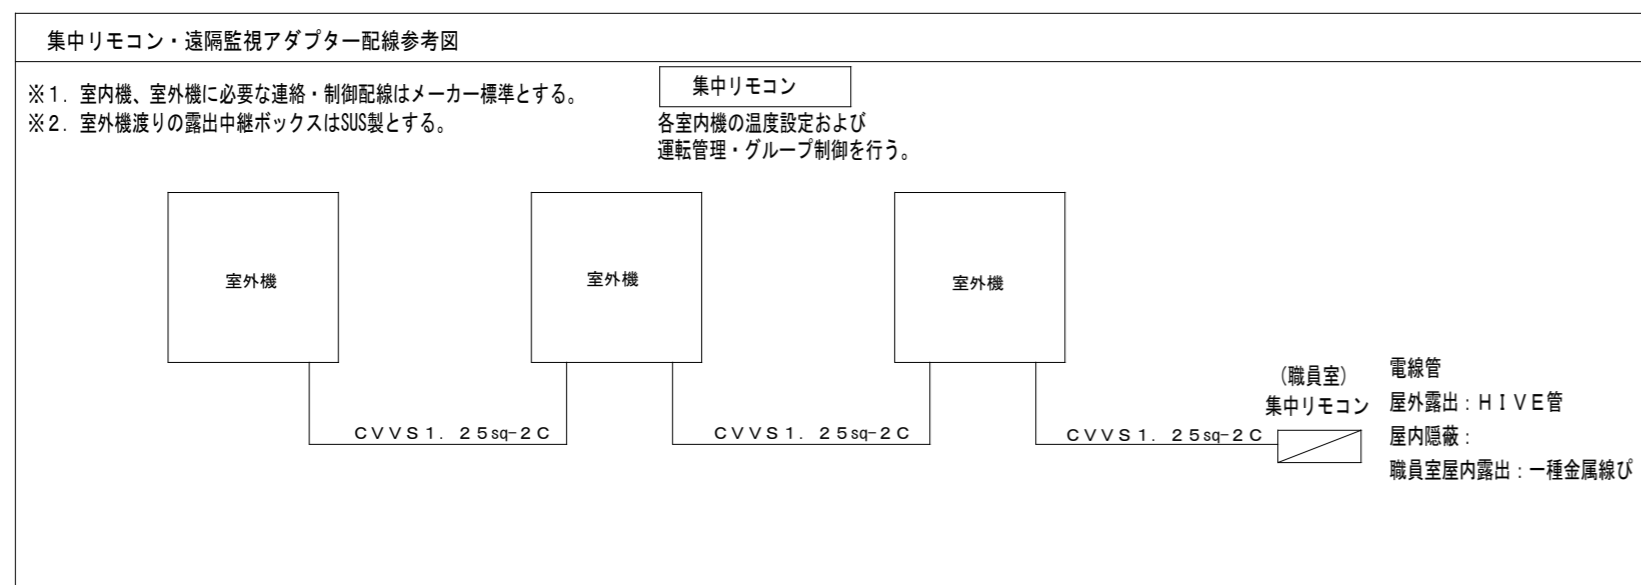 集中リモコン・遠隔監視アダプター配線参考図
※1. 室内機、室外機に必要な連絡・制御配線はメーカー標準とする。
※2. 室外機渡りの露出中継ボックスはSUS製とする。
集中リモコン
各室内機の温度設定および
運転管理・グループ制御を行う。
室外機
室外機
室外機
CVVS1. 25sq-2C
CVVS1. 25sq-2C
CVVS1. 25sq-2C
(職員室)
集中リモコン
電線管
屋外露出:HIVE管
屋内隠蔽:
職員室屋内露出:一種金属線ぴ